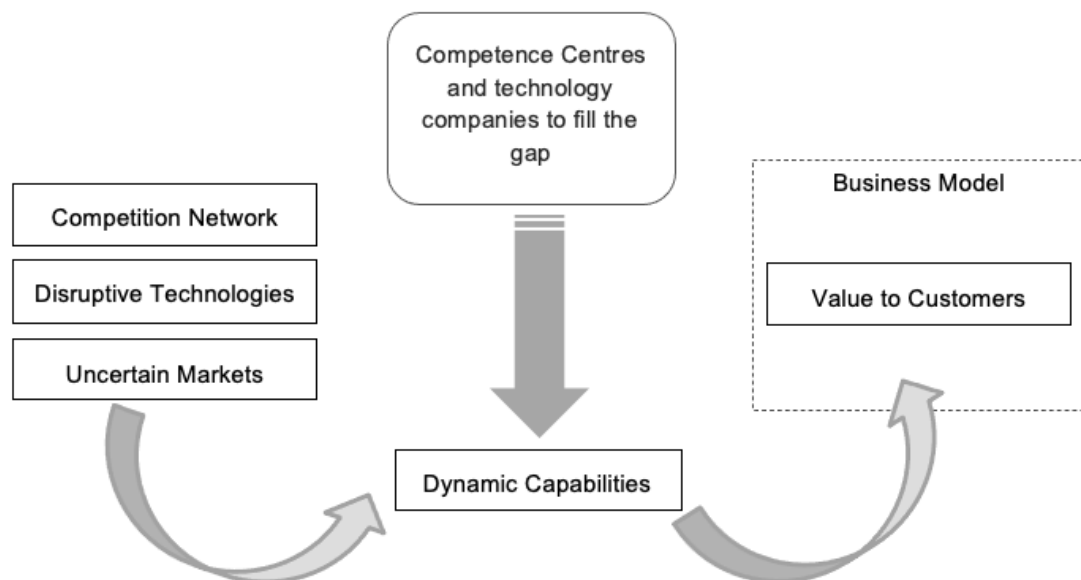 Competence Centres
and technology
companies to fill the
gap
Competition Network
Disruptive Technologies
Uncertain Markets
Business Model
Value to Customers
Dynamic Capabilities